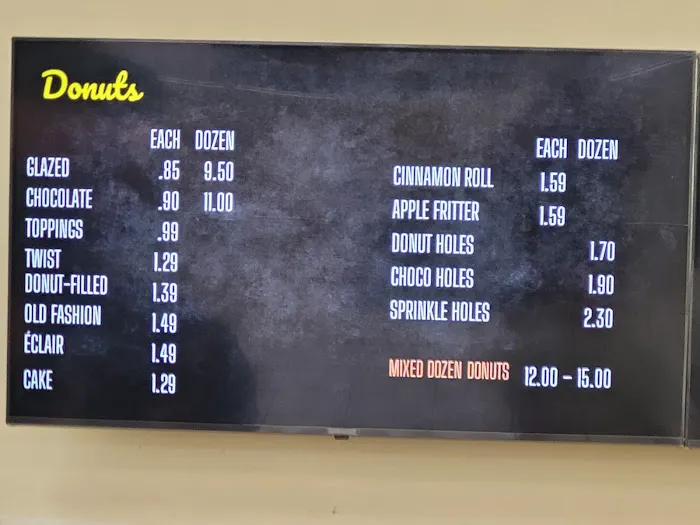 Donuts
EACH DOZEN
GLAZED .85 9.50
CHOCOLATE .90 11.00
TOPPINGS .99
TWIST 1.29
DONUT-FILLED 1.39
OLD FASHION 1.49
ÉCLAIR 1.49
CAKE 1.29
EACH DOZEN
CINNAMON ROLL 1.59
APPLE FRITTER 1.59
DONUT HOLES 1.70
CHOCO HOLES 1.90
SPRINKLE HOLES 2.30
MIXED DOZEN DONUTS 12.00 – 15.00